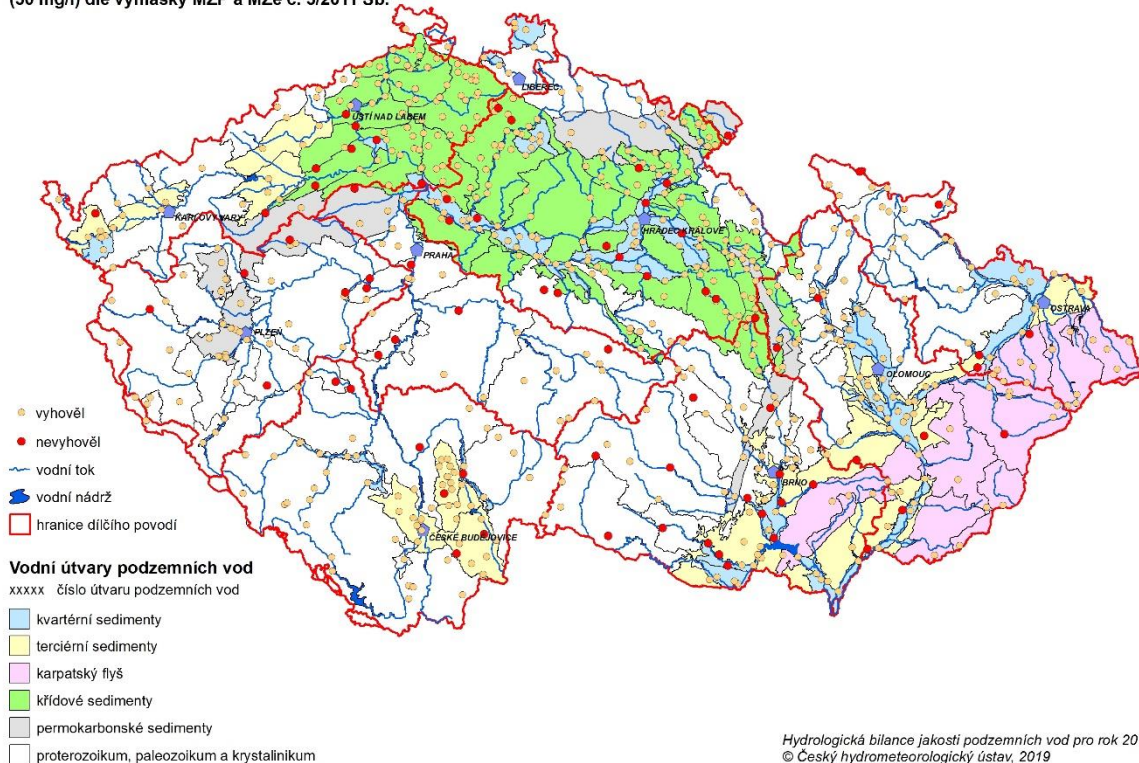 (50 mg/l) dle vyhlášky MŽP a MZe č. 5/2011 Sb.
LIBEREC
ÚSTÍ NAD LABEM
KARLOVY VARY
HRADEC KRÁLOVÉ
PRAHA
OSTRAVA
PLZEŇ
OLOMOUC
BRNO
ČESKÉ BUDĚJOVICE
vyhověl
nevyhověl
vodní tok
vodní nádrž
hranice dílčího povodí
Vodní útvary podzemních vod
xxxxx číslo útvaru podzemních vod
kvartérní sedimenty
terciérní sedimenty
karpatský flyš
křídové sedimenty
permokarbonské sedimenty
proterozoikum, paleozoikum a krystalinikum
Hydrologická bilance jakosti podzemních vod pro rok 20
© Český hydrometeorologický ústav, 2019